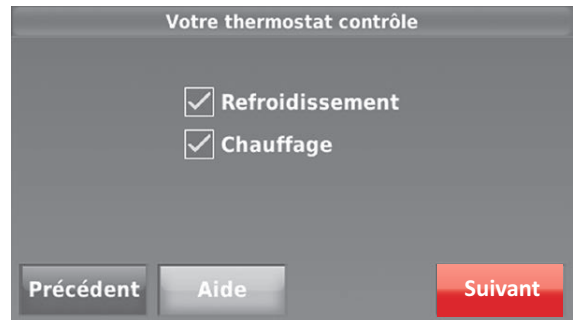 Votre thermostat contrôle
Refroidissement
Chauffage
Précédent Aide Suivant